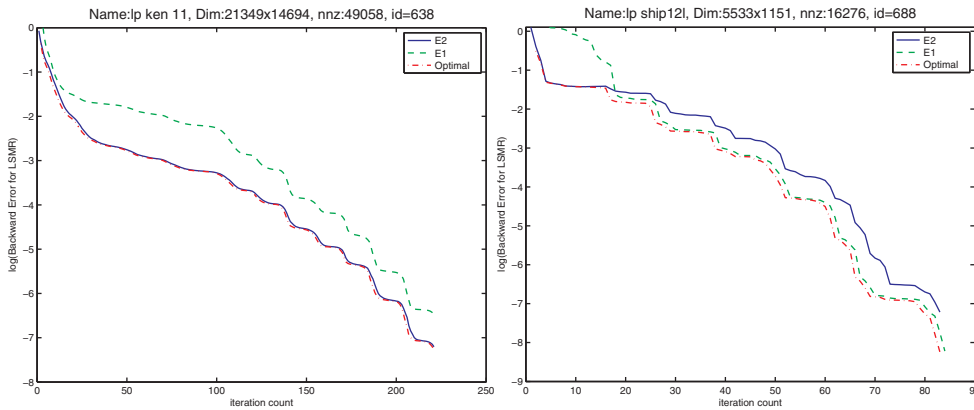 Name:lp ken 11, Dim:21349x14694, nnz:49058, id=638
E2
E1
Optimal
0
−1
−2
−3
−4
−5
−6
−7
−8
log(Backward Error for LSMR)
0 50 100 150 200 250
iteration count
Name:lp ship12l, Dim:5533x1151, nnz:16276, id=688
E2
E1
Optimal
0
−1
−2
−3
−4
−5
−6
−7
−8
−9
log(Backward Error for LSMR)
0 10 20 30 40 50 60 70 80 90
iteration count